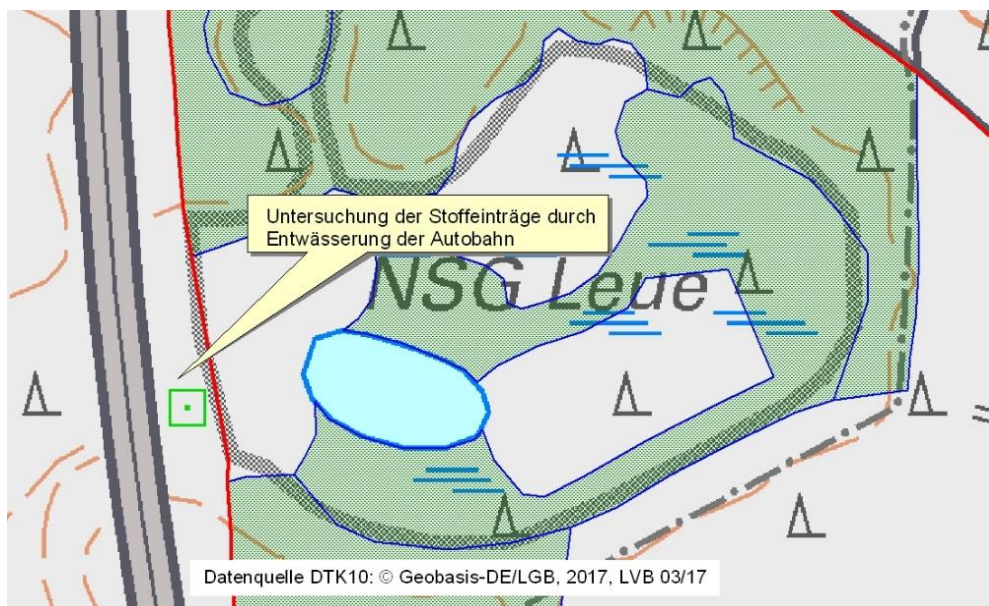 Untersuchung der Stoffeinträge durch
Entwässerung der Autobahn
NSG Leue
Datenquelle DTK10: © Geobasis-DE/LGB, 2017, LVB 03/17